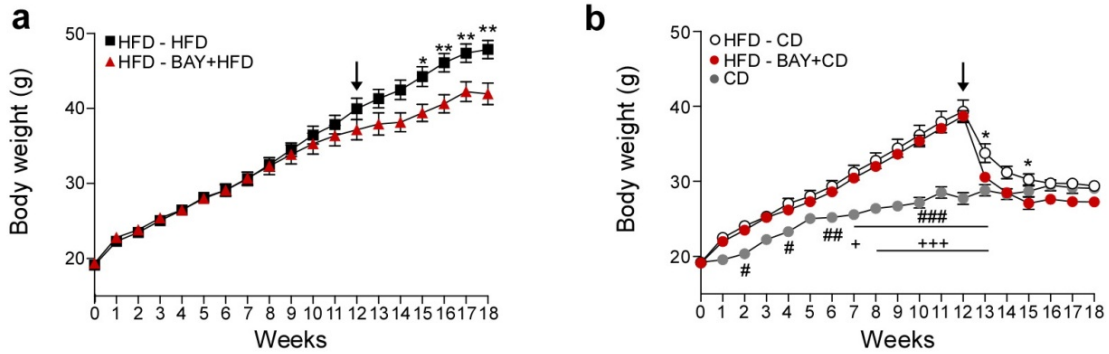 a
Body weight (g)
50
40
30
20
HFD - HFD
HFD - BAY+HFD
* ** ** **
0 1 2 3 4 5 6 7 8 9 10 11 12 13 14 15 16 17 18
Weeks
b
Body weight (g)
50
40
30
20
HFD - CD
HFD - BAY+CD
CD
* *
# # ## ###
+ +++
0 1 2 3 4 5 6 7 8 9 10 11 12 13 14 15 16 17 18
Weeks